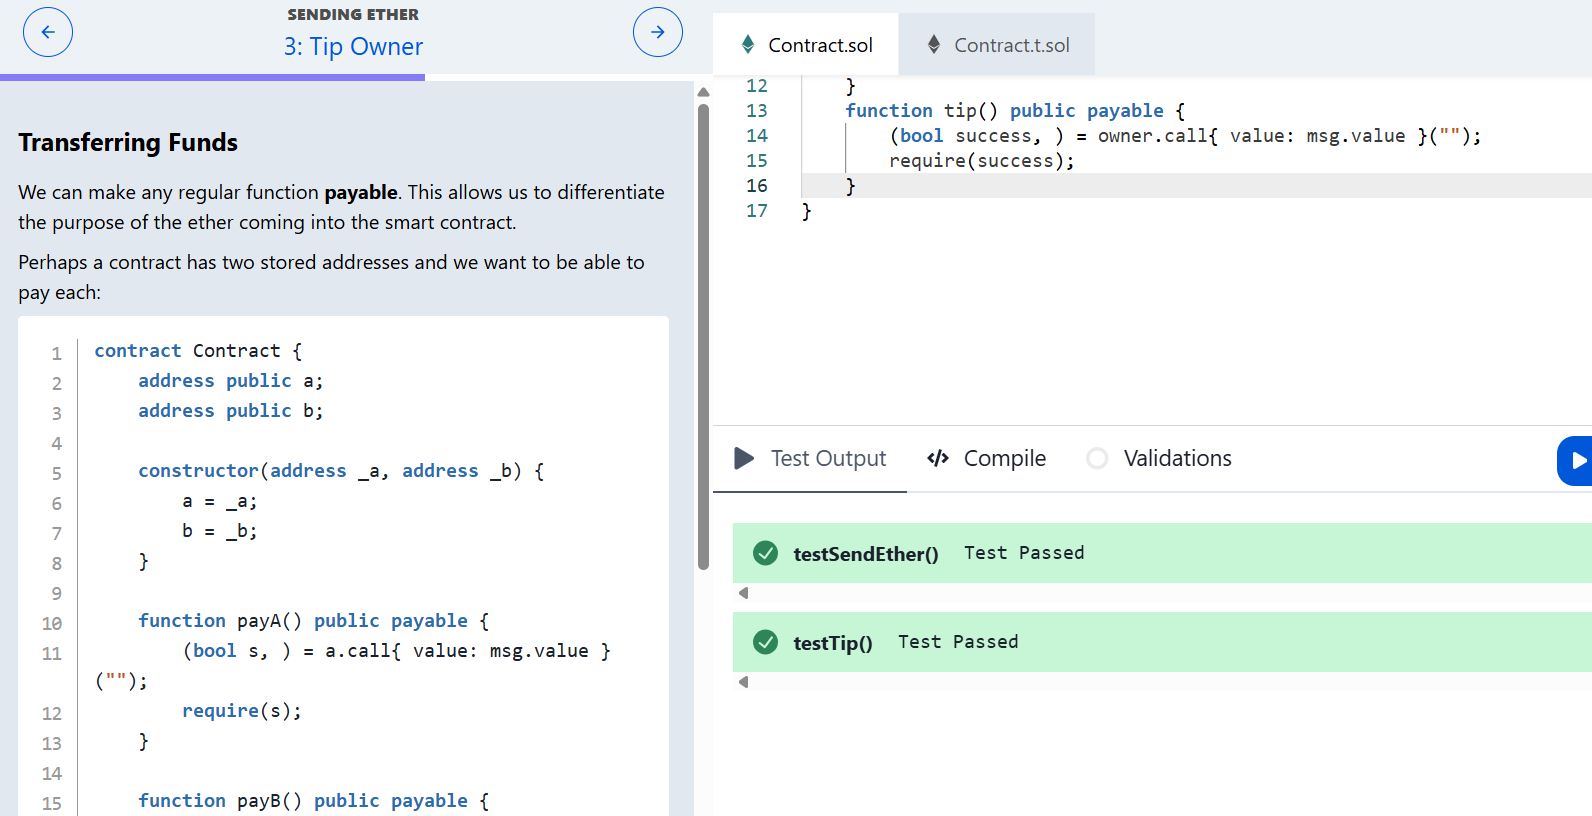 SENDING ETHER
3: Tip Owner
Transferring Funds
We can make any regular function payable. This allows us to differentiate
the purpose of the ether coming into the smart contract.
Perhaps a contract has two stored addresses and we want to be able to
pay each:
1 contract Contract {
2 address public a;
3 address public b;
4
5 constructor(address _a, address _b) {
6 a = _a;
7 b = _b;
8 }
9
10 function payA() public payable {
11 (bool s, ) = a.call{ value: msg.value }
("");
12 require(s);
13 }
14
15 function payB() public payable {
Contract.sol Contract.t.sol
12 }
13 function tip() public payable {
14 (bool success, ) = owner.call{ value: msg.value }("");
15 require(success);
16 }
17 }
Test Output </> Compile Validations
testSendEther() Test Passed
testTip() Test Passed